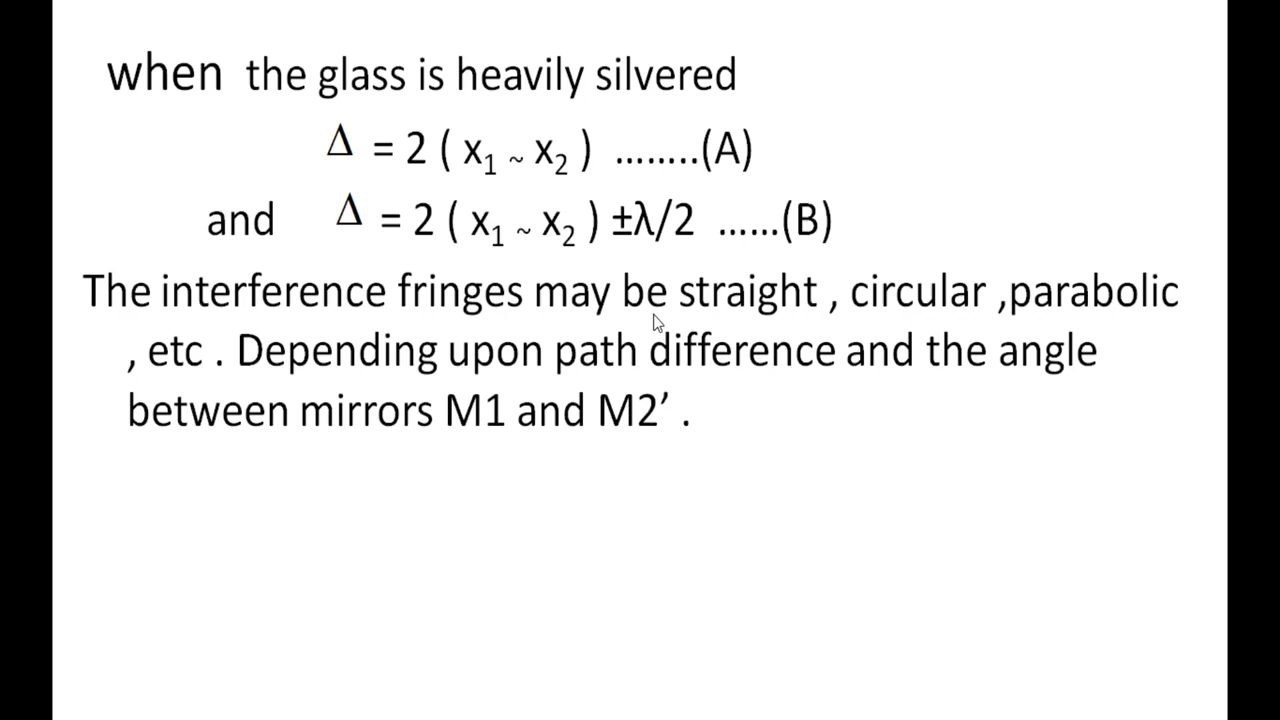 when the glass is heavily silvered
Δ = 2 ( x₁ ~ x₂ ) ........(A)
and Δ = 2 ( x₁ ~ x₂ ) ±λ/2 ......(B)
The interference fringes may be straight , circular ,parabolic
, etc . Depending upon path difference and the angle
between mirrors M1 and M2’ .